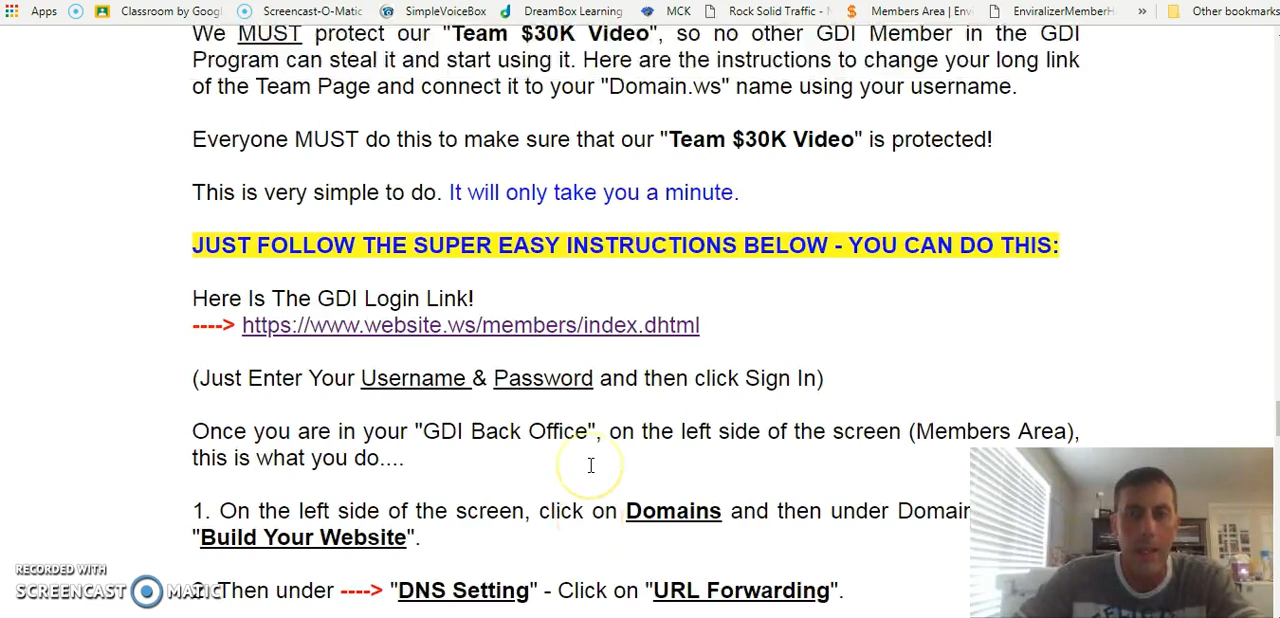 Apps Classroom by Goog Screencast-O-Matic SimpleVoiceBox DreamBox Learning MCK Rock Solid Traffic - Members Area | Env EnviralizerMemberH » Other bookmarks
We MUST protect our "Team $30K Video", so no other GDI Member in the GDI
Program can steal it and start using it. Here are the instructions to change your long link
of the Team Page and connect it to your "Domain.ws" name using your username.
Everyone MUST do this to make sure that our "Team $30K Video" is protected!
This is very simple to do. It will only take you a minute.
JUST FOLLOW THE SUPER EASY INSTRUCTIONS BELOW - YOU CAN DO THIS:
Here Is The GDI Login Link!
----> https://www.website.ws/members/index.dhtml
(Just Enter Your Username & Password and then click Sign In)
Once you are in your "GDI Back Office", on the left side of the screen (Members Area),
this is what you do....
1. On the left side of the screen, click on Domains and then under Domain
"Build Your Website".
Then under ----> "DNS Setting" - Click on "URL Forwarding".
RECORDED WITH
SCREENCAST MATIC